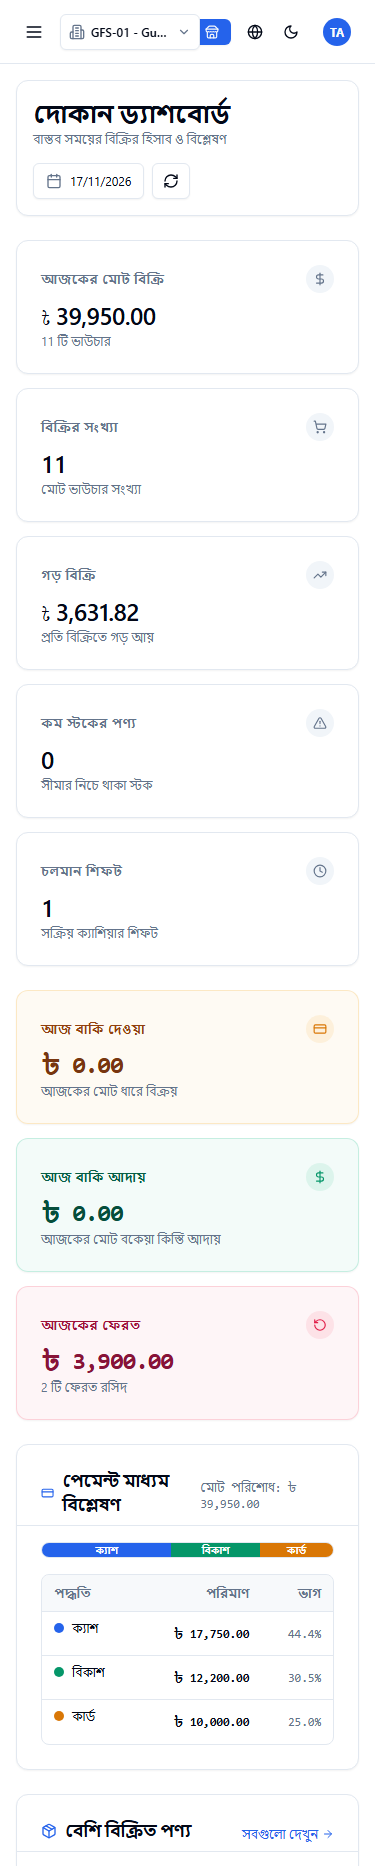 GFS-01 - Gu...
TA
দোকান ড্যাশবোর্ড
বাস্তব সময়ের বিক্রির হিসাব ও বিশ্লেষণ
17/11/2026
আজকের মোট বিক্রি
৳ 39,950.00
11 টি ভাউচার
বিক্রির সংখ্যা
11
মোট ভাউচার সংখ্যা
গড় বিক্রি
৳ 3,631.82
প্রতি বিক্রিতে গড় আয়
কম স্টকের পণ্য
0
সীমার নিচে থাকা স্টক
চলমান শিফট
1
সক্রিয় ক্যাশিয়ার শিফট
আজ বাকি দেওয়া
৳ 0.00
আজকের মোট ধারে বিক্রয়
আজ বাকি আদায়
৳ 0.00
আজকের মোট বকেয়া কিস্তি আদায়
আজকের ফেরত
৳ 3,900.00
2 টি ফেরত রসিদ
পেমেন্ট মাধ্যম
বিশ্লেষণ
মোট পরিশোধ: ৳
39,950.00
ক্যাশ বিকাশ কার্ড
পদ্ধতি পরিমাণ ভাগ
ক্যাশ ৳ 17,750.00 44.4%
বিকাশ ৳ 12,200.00 30.5%
কার্ড ৳ 10,000.00 25.0%
বেশি বিক্রিত পণ্য
সবগুলো দেখুন →